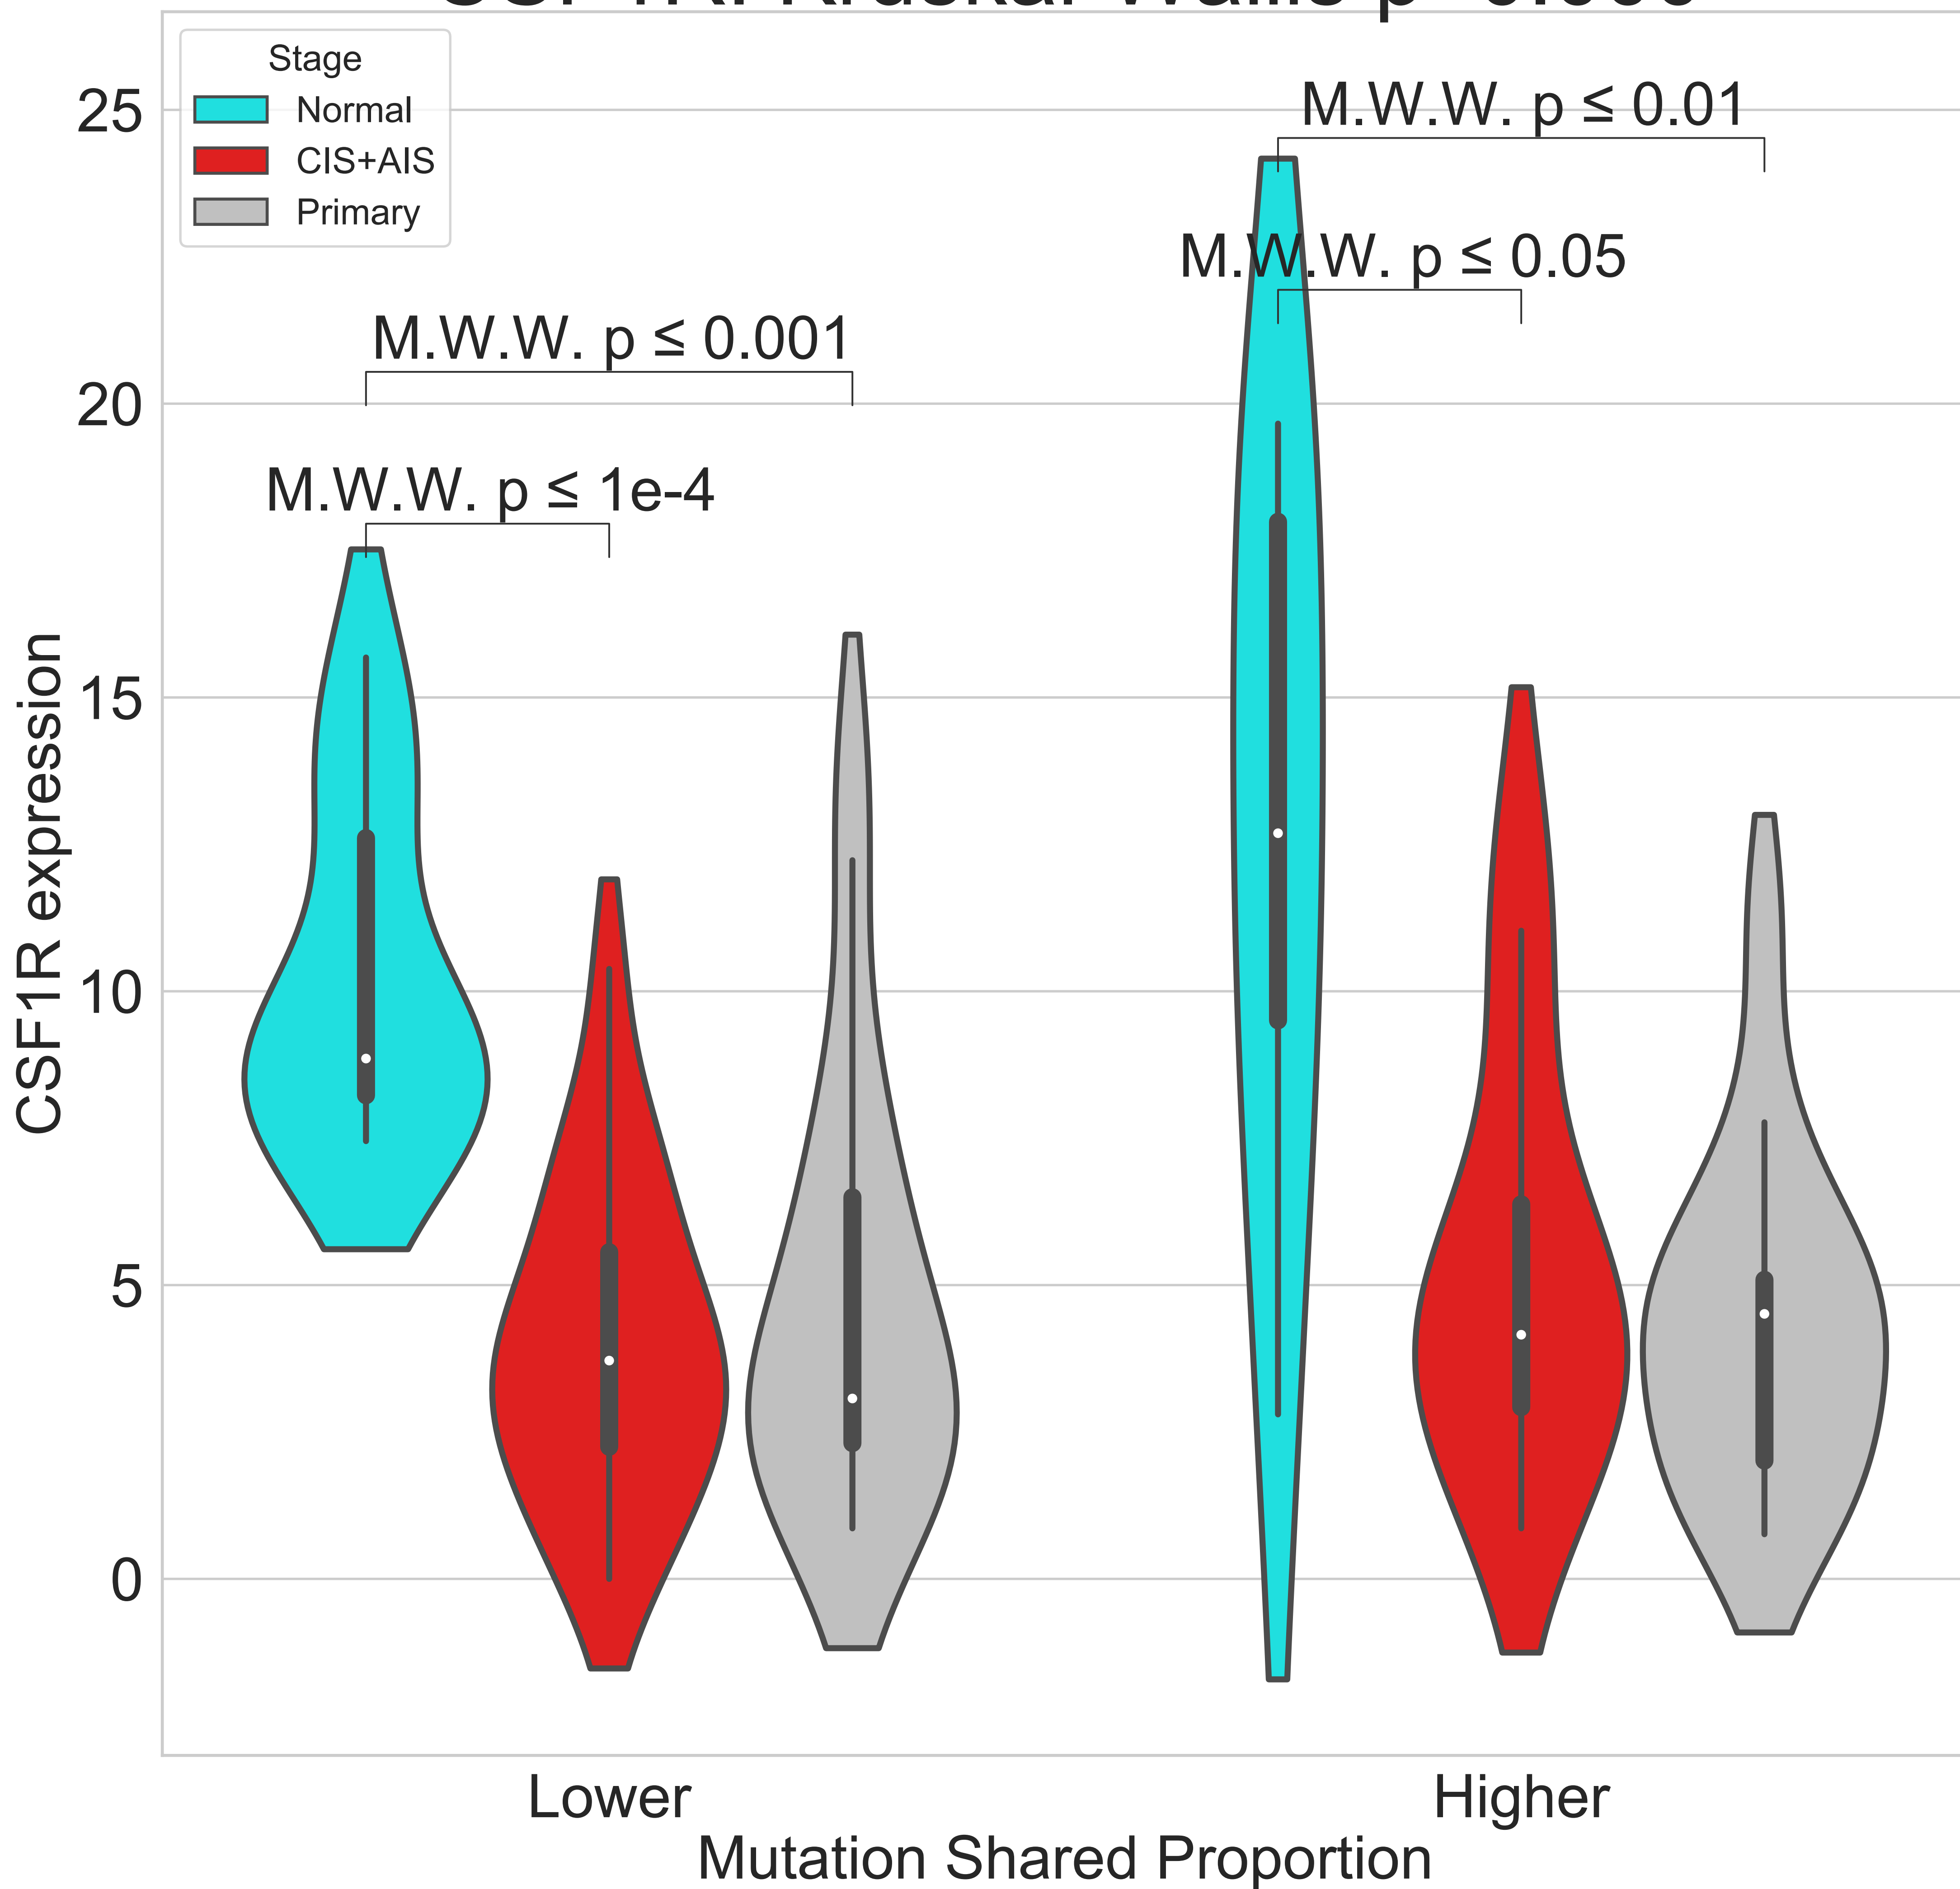 Stage
Normal
CIS+AIS
Primary
25
20
15
10
5
0
CSF1R expression
M.W.W. p ≤ 0.01
M.W.W. p ≤ 0.05
M.W.W. p ≤ 0.001
M.W.W. p ≤ 1e-4
Lower
Higher
Mutation Shared Proportion